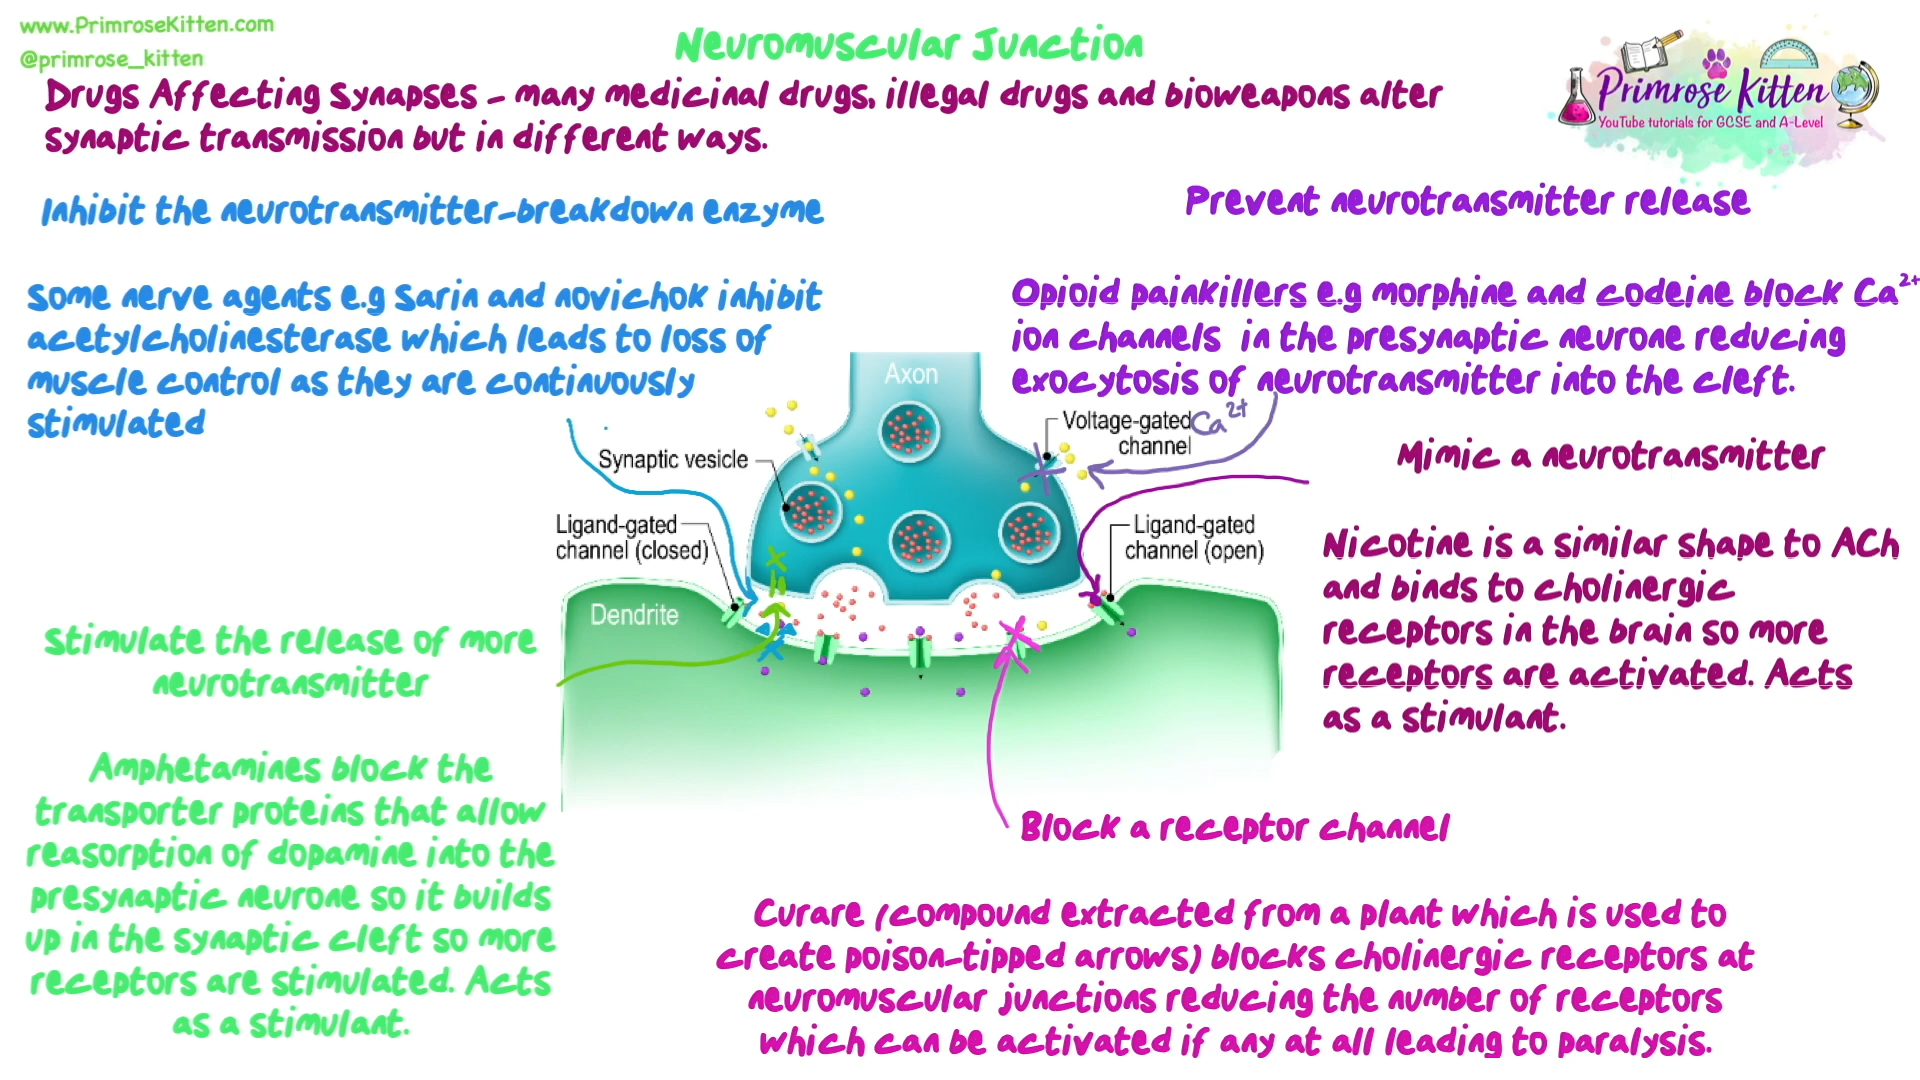 www.PrimroseKitten.com
@primrose_kitten
Neuromuscular Junction
Primrose Kitten
YouTube tutorials for GCSE and A-Level
Drugs Affecting Synapses - many medicinal drugs, illegal drugs and bioweapons alter
synaptic transmission but in different ways.
Inhibit the neurotransmitter-breakdown enzyme
Some nerve agents e.g Sarin and novichok inhibit
acetylcholinesterase which leads to loss of
muscle control as they are continuously
stimulated
Prevent neurotransmitter release
Opioid painkillers e.g morphine and codeine block Ca2+
ion channels in the presynaptic neurone reducing
exocytosis of neurotransmitter into the cleft.
Axon
Voltage-gated Ca2+
channel
Synaptic vesicle
Ligand-gated
channel (closed)
Ligand-gated
channel (open)
Dendrite
Mimic a neurotransmitter
Nicotine is a similar shape to ACh
and binds to cholinergic
receptors in the brain so more
receptors are activated. Acts
as a stimulant.
Stimulate the release of more
neurotransmitter
Amphetamines block the
transporter proteins that allow
reasorption of dopamine into the
presynaptic neurone so it builds
up in the synaptic cleft so more
receptors are stimulated. Acts
as a stimulant.
Block a receptor channel
Curare (compound extracted from a plant which is used to
create poison-tipped arrows) blocks cholinergic receptors at
neuromuscular junctions reducing the number of receptors
which can be activated if any at all leading to paralysis.